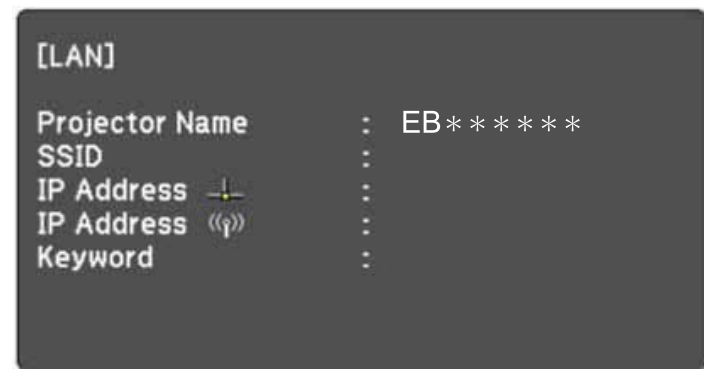 [LAN]
Projector Name : EB******
SSID :
IP Address :
IP Address :
Keyword :